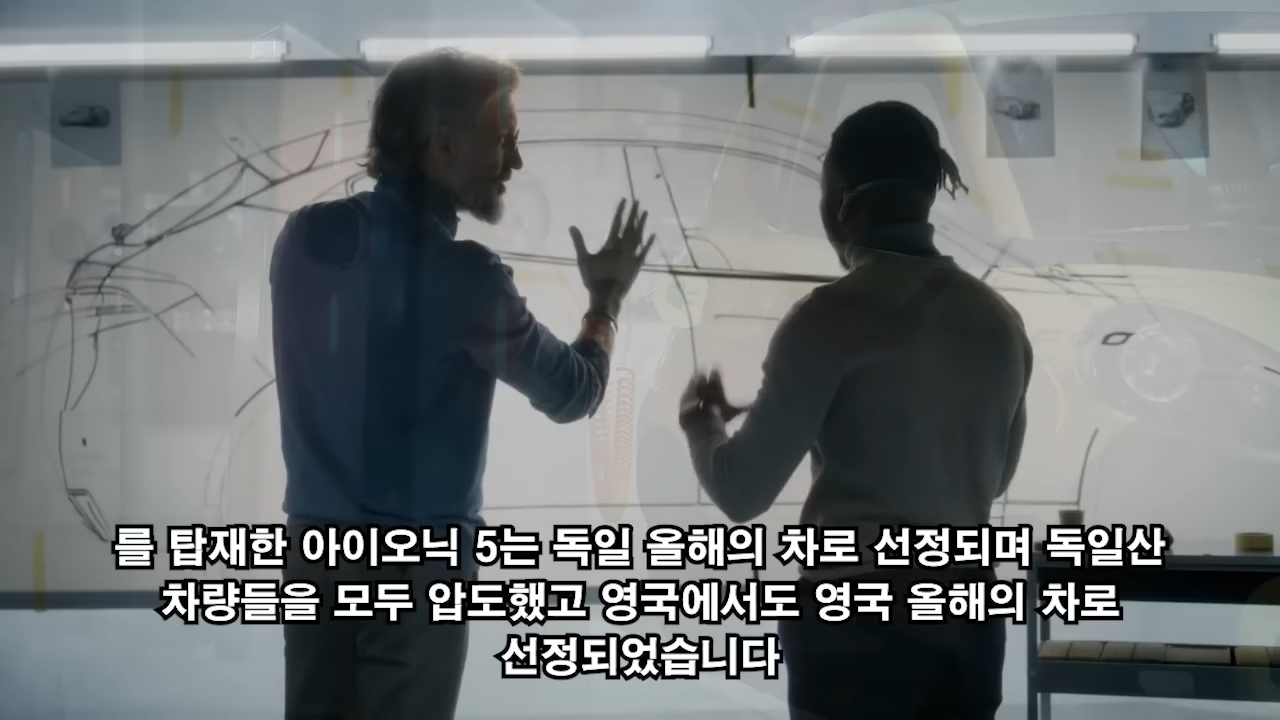 를 탑재한 아이오닉 5는 독일 올해의 차로 선정되며 독일산
차량들을 모두 압도했고 영국에서도 영국 올해의 차로
선정되었습니다